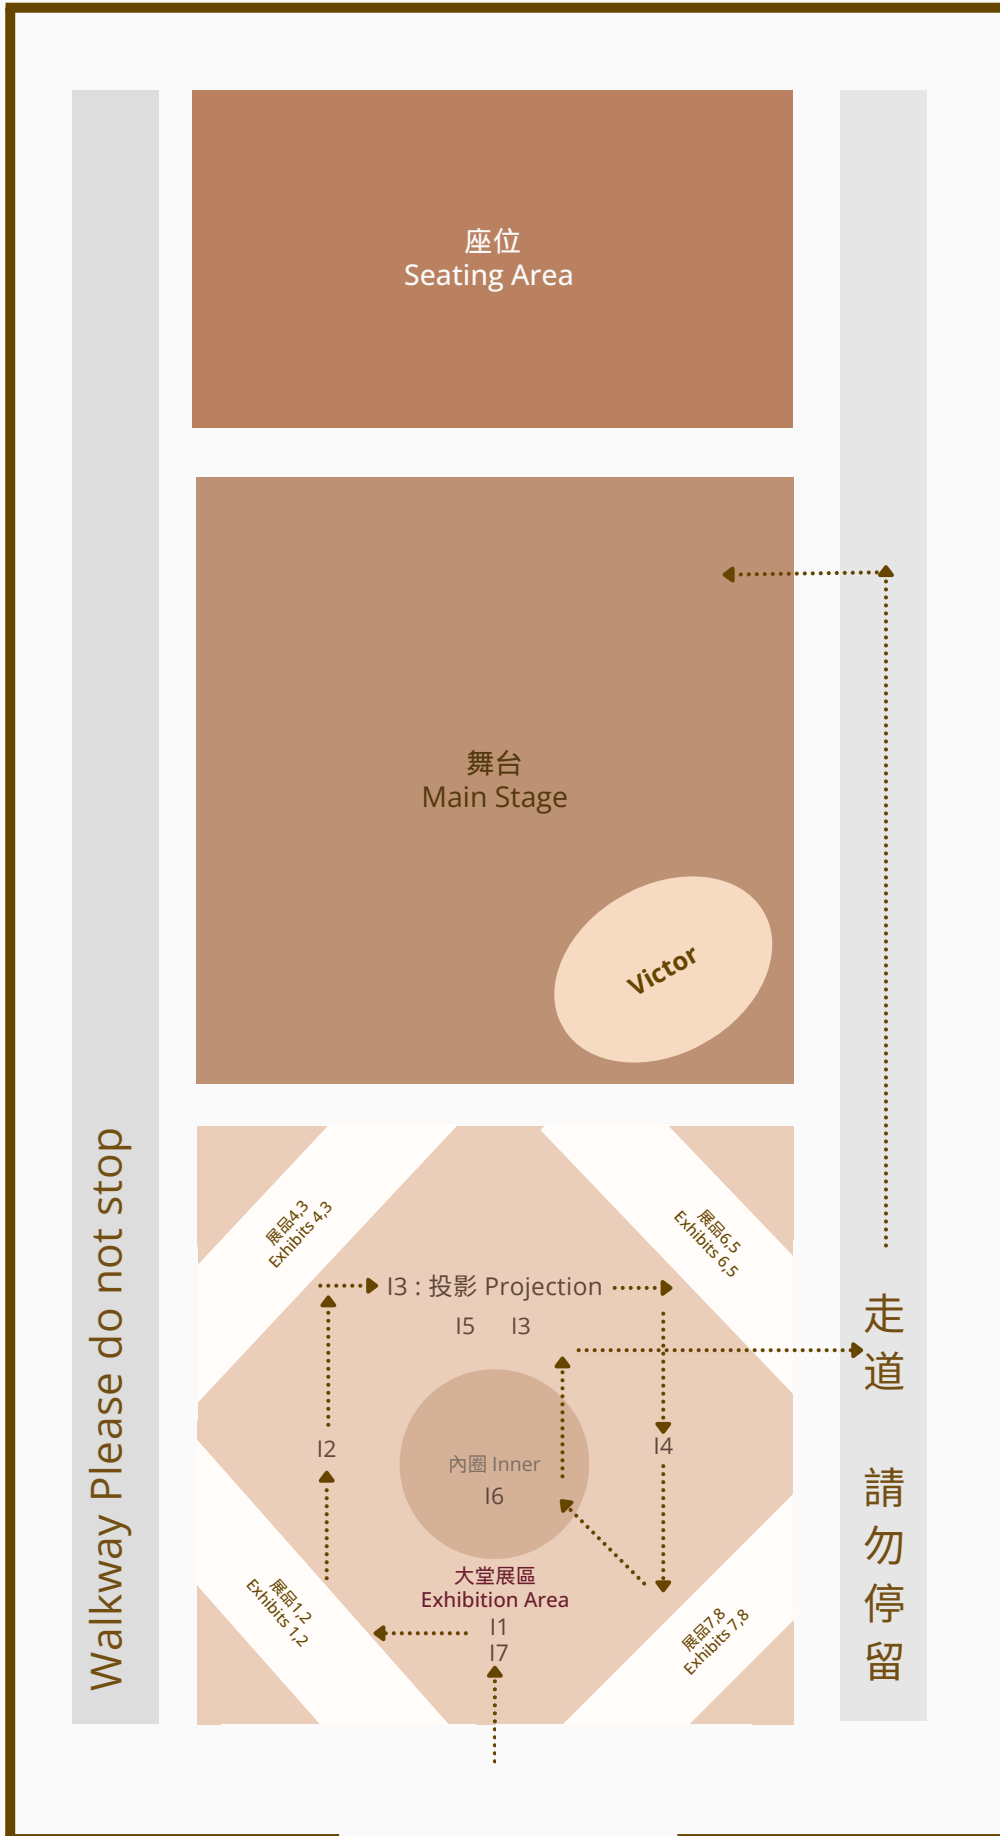 座位
Seating Area
舞台
Main Stage
Victor
Walkway Please do not stop
走道 請勿停留
展品4,3
Exhibits 4,3
展品6,5
Exhibits 6,5
I3 : 投影 Projection
I5 I3
I2
I4
內圈 Inner
I6
大堂展區
Exhibition Area
I1
I7
展品1,2
Exhibits 1,2
展品7,8
Exhibits 7,8